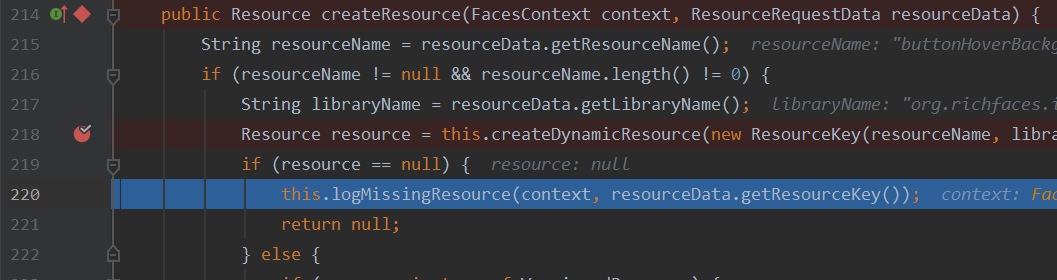 214 public Resource createResource(FacesContext context, ResourceRequestData resourceData) {
215 String resourceName = resourceData.getResourceName(); resourceName: "buttonHoverBackg
216 if (resourceName != null && resourceName.length() != 0) {
217 String libraryName = resourceData.getLibraryName(); libraryName: "org.richfaces.i
218 Resource resource = this.createDynamicResource(new ResourceKey(resourceName, libra
219 if (resource == null) { resource: null
220 this.logMissingResource(context, resourceData.getResourceKey()); context: Fac
221 return null;
222 } else {